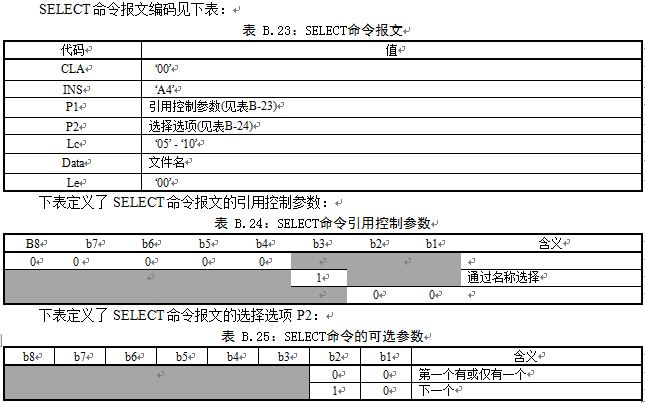 SELECT命令报文编码见下表：
表 B.23：SELECT命令报文
代码 值
CLA ‘00’
INS ‘A4’
P1 引用控制参数(见表B-23)
P2 选择选项(见表B-24)
Lc ‘05’ - ‘10’
Data 文件名
Le ‘00’
下表定义了 SELECT命令报文的引用控制参数：
表 B.24：SELECT命令引用控制参数
B8 b7 b6 b5 b4 b3 b2 b1 含义
0 0 0 0 0
1 通过名称选择
0 0
下表定义了 SELECT命令报文的选择选项 P2：
表 B.25：SELECT命令的可选参数
b8 b7 b6 b5 b4 b3 b2 b1 含义
0 0 第一个有或仅有一个
1 0 下一个